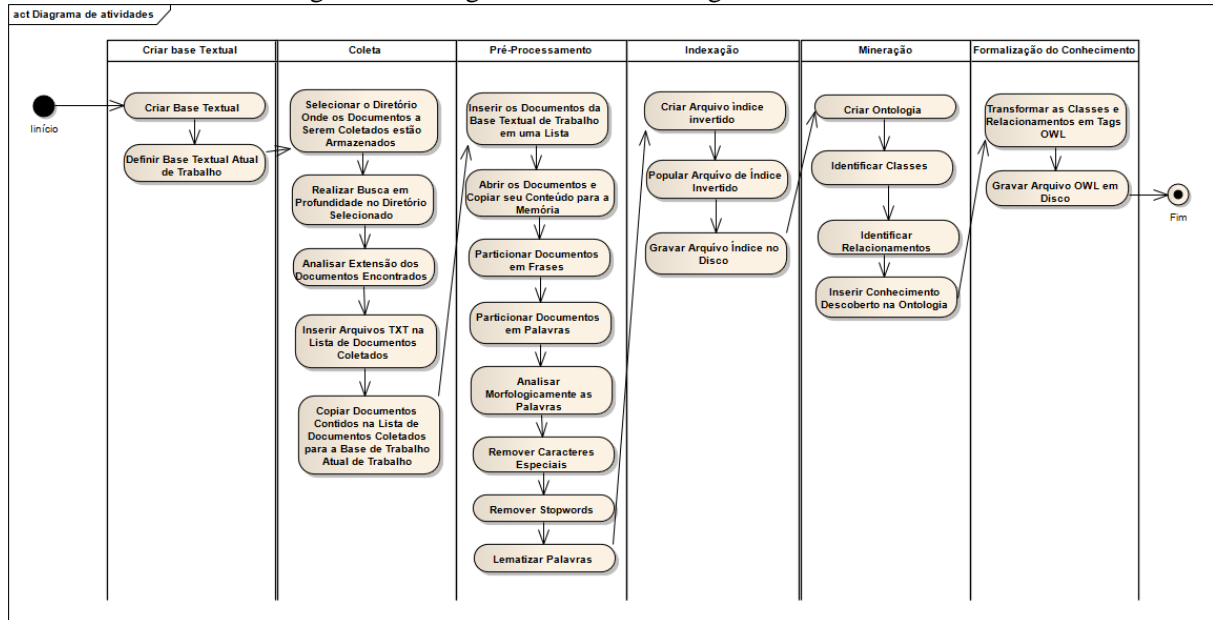 act Diagrama de atividades
Criar base Textual
Coleta
Pré-Processamento
Indexação
Mineração
Formalização do Conhecimento
Iinício
Criar Base Textual
Definir Base Textual Atual
de Trabalho
Selecionar o Diretório
Onde os Documentos a
Serem Coletados estão
Armazenados
Realizar Busca em
Profundidade no Diretório
Selecionado
Analisar Extensão dos
Documentos Encontrados
Inserir Arquivos TXT na
Lista de Documentos
Coletados
Copiar Documentos
Contidos na Lista de
Documentos Coletados
para a Base de Trabalho
Atual de Trabalho
Inserir os Documentos da
Base Textual de Trabalho
em uma Lista
Abrir os Documentos e
Copiar seu Conteúdo para a
Memória
Particionar Documentos
em Frases
Particionar Documentos
em Palavras
Analisar
Morfologicamente as
Palavras
Remover Caracteres
Especiais
Remover Stopwords
Lematizar Palavras
Criar Arquivo ìndice
invertido
Popular Arquivo de Índice
Invertido
Gravar Arquivo Índice no
Disco
Criar Ontologia
Identificar Classes
Identificar
Relacionamentos
Inserir Conhecimento
Descoberto na Ontologia
Transformar as Classes e
Relacionamentos em Tags
OWL
Gravar Arquivo OWL em
Disco
Fim